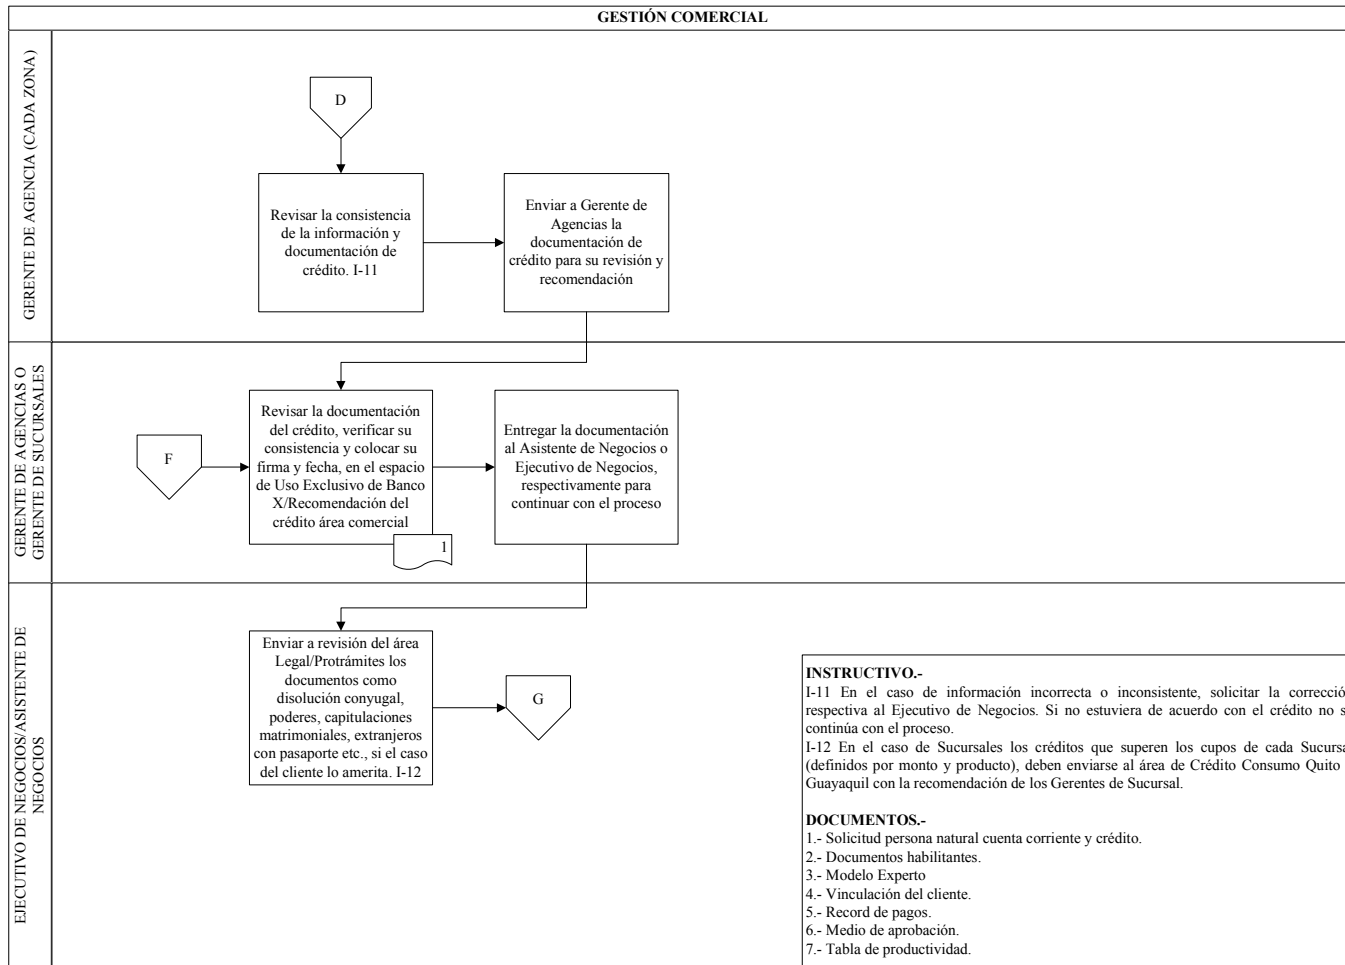 GESTIÓN COMERCIAL
GERENTE DE AGENCIA (CADA ZONA)
D
Revisar la consistencia
de la información y
documentación de
crédito. I-11
Enviar a Gerente de
Agencias la
documentación de
crédito para su revisión y
recomendación
GERENTE DE AGENCIAS O
GERENTE DE SUCURSALES
F
Revisar la documentación
del crédito, verificar su
consistencia y colocar su
firma y fecha, en el espacio
de Uso Exclusivo de Banco
X/Recomendación del
crédito área comercial
1
Entregar la documentación
al Asistente de Negocios o
Ejecutivo de Negocios,
respectivamente para
continuar con el proceso
EJECUTIVO DE NEGOCIOS/ASISTENTE DE
NEGOCIOS
Enviar a revisión del área
Legal/Protrámites los
documentos como
disolución conyugal,
poderes, capitulaciones
matrimoniales, extranjeros
con pasaporte etc., si el caso
del cliente lo amerita. I-12
G
INSTRUCTIVO.-
I-11 En el caso de información incorrecta o inconsistente, solicitar la correcció
respectiva al Ejecutivo de Negocios. Si no estuviera de acuerdo con el crédito no s
continúa con el proceso.
I-12 En el caso de Sucursales los créditos que superen los cupos de cada Sucursa
(definidos por monto y producto), deben enviarse al área de Crédito Consumo Quito
Guayaquil con la recomendación de los Gerentes de Sucursal.
DOCUMENTOS.-
1.- Solicitud persona natural cuenta corriente y crédito.
2.- Documentos habilitantes.
3.- Modelo Experto
4.- Vinculación del cliente.
5.- Record de pagos.
6.- Medio de aprobación.
7.- Tabla de productividad.